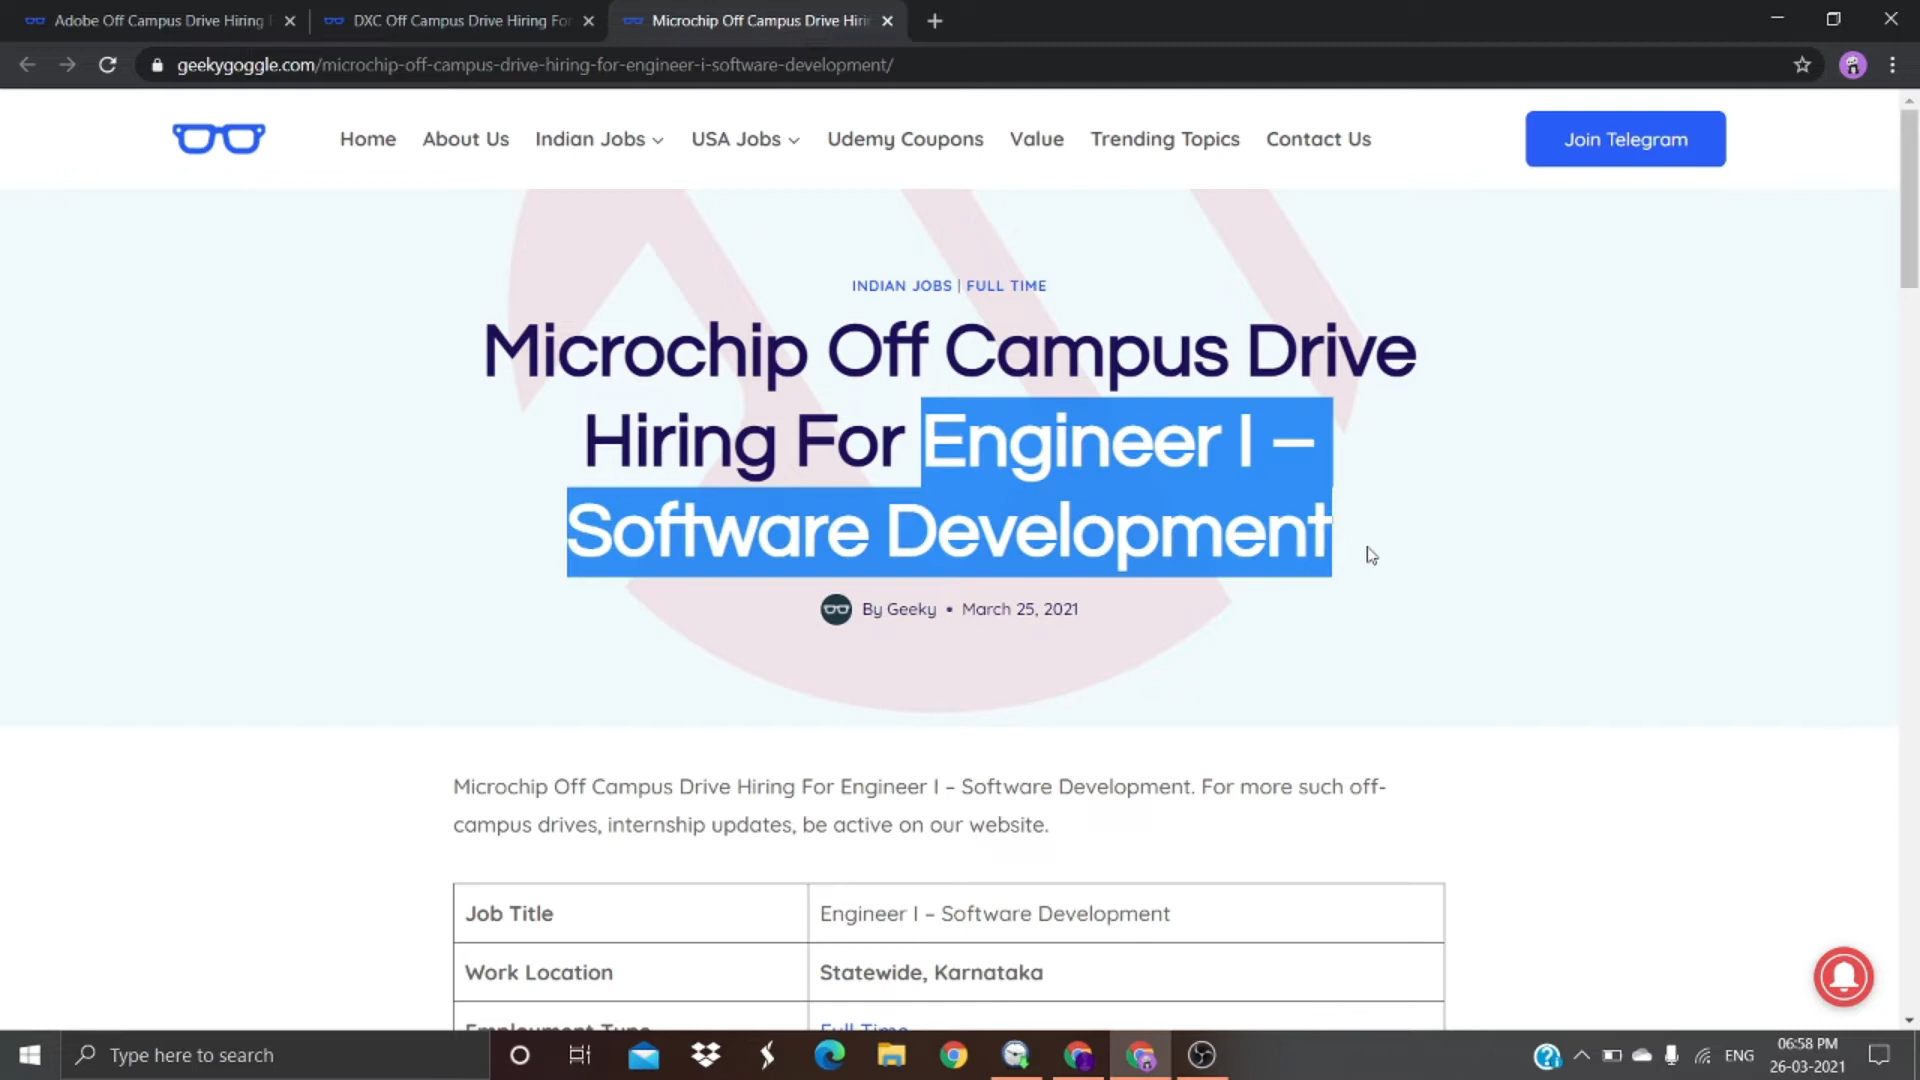 Adobe Off Campus Drive Hiring
DXC Off Campus Drive Hiring For
Microchip Off Campus Drive Hiri
geekygoggle.com/microchip-off-campus-drive-hiring-for-engineer-i-software-development/
Home About Us Indian Jobs USA Jobs Udemy Coupons Value Trending Topics Contact Us Join Telegram
INDIAN JOBS | FULL TIME
Microchip Off Campus Drive
Hiring For Engineer I –
Software Development
By Geeky • March 25, 2021
Microchip Off Campus Drive Hiring For Engineer I – Software Development. For more such off-
campus drives, internship updates, be active on our website.
Job Title Engineer I – Software Development
Work Location Statewide, Karnataka
Employment Type Full Time
Type here to search
ENG
06:58 PM
26-03-2021